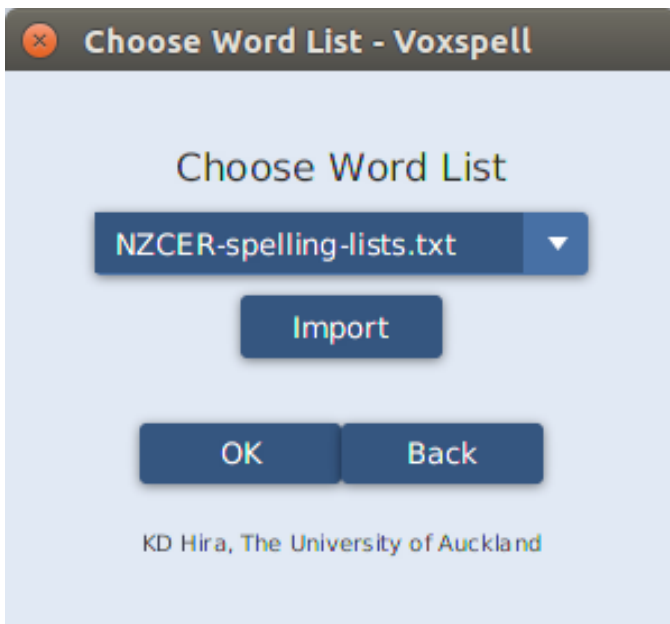 Choose Word List - Voxspell
Choose Word List
NZCER-spelling-lists.txt
Import
OK Back
KD Hira, The University of Auckland